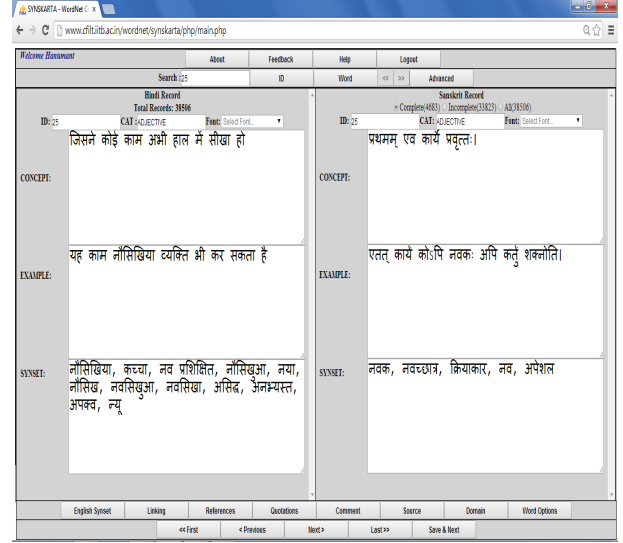 SYNSKARTA - WordNet C
www.cfilt.iitb.ac.in/wordnet/synskarta/php/main.php
Welcome Hanumant
About Feedback Help Logout
Search :25 ID Word << >> Advanced
Hindi Record
Total Records: 38506
ID: 25 CAT :ADJECTIVE Font: Select Font..
CONCEPT:
जिसने कोई काम अभी हाल में सीखा हो
EXAMPLE:
यह काम नौसिखिया व्यक्ति भी कर सकता है
SYNSET:
नौसिखिया, कच्चा, नव प्रशिक्षित, नौसिखुआ, नया,
नौसिख, नवसिखुआ, नवसिखा, असिद्ध, अनभ्यस्त,
अपक्व, न्यू
Sanskrit Record
Complete(4683) Incomplete(33823) All(38506)
ID: 25 CAT: ADJECTIVE Font: Select Font..
CONCEPT:
प्रथमम् एव कार्ये प्रवृत्तः।
EXAMPLE:
एतत् कार्यं कोऽपि नवकः अपि कर्तुं शक्नोति।
SYNSET:
नवक, नवच्छात्र, क्रियाकार, नव, अपेशल
English Synset Linking References Quotations Comment Source Domain Word Options
<< First < Previous Next > Last >> Save & Next